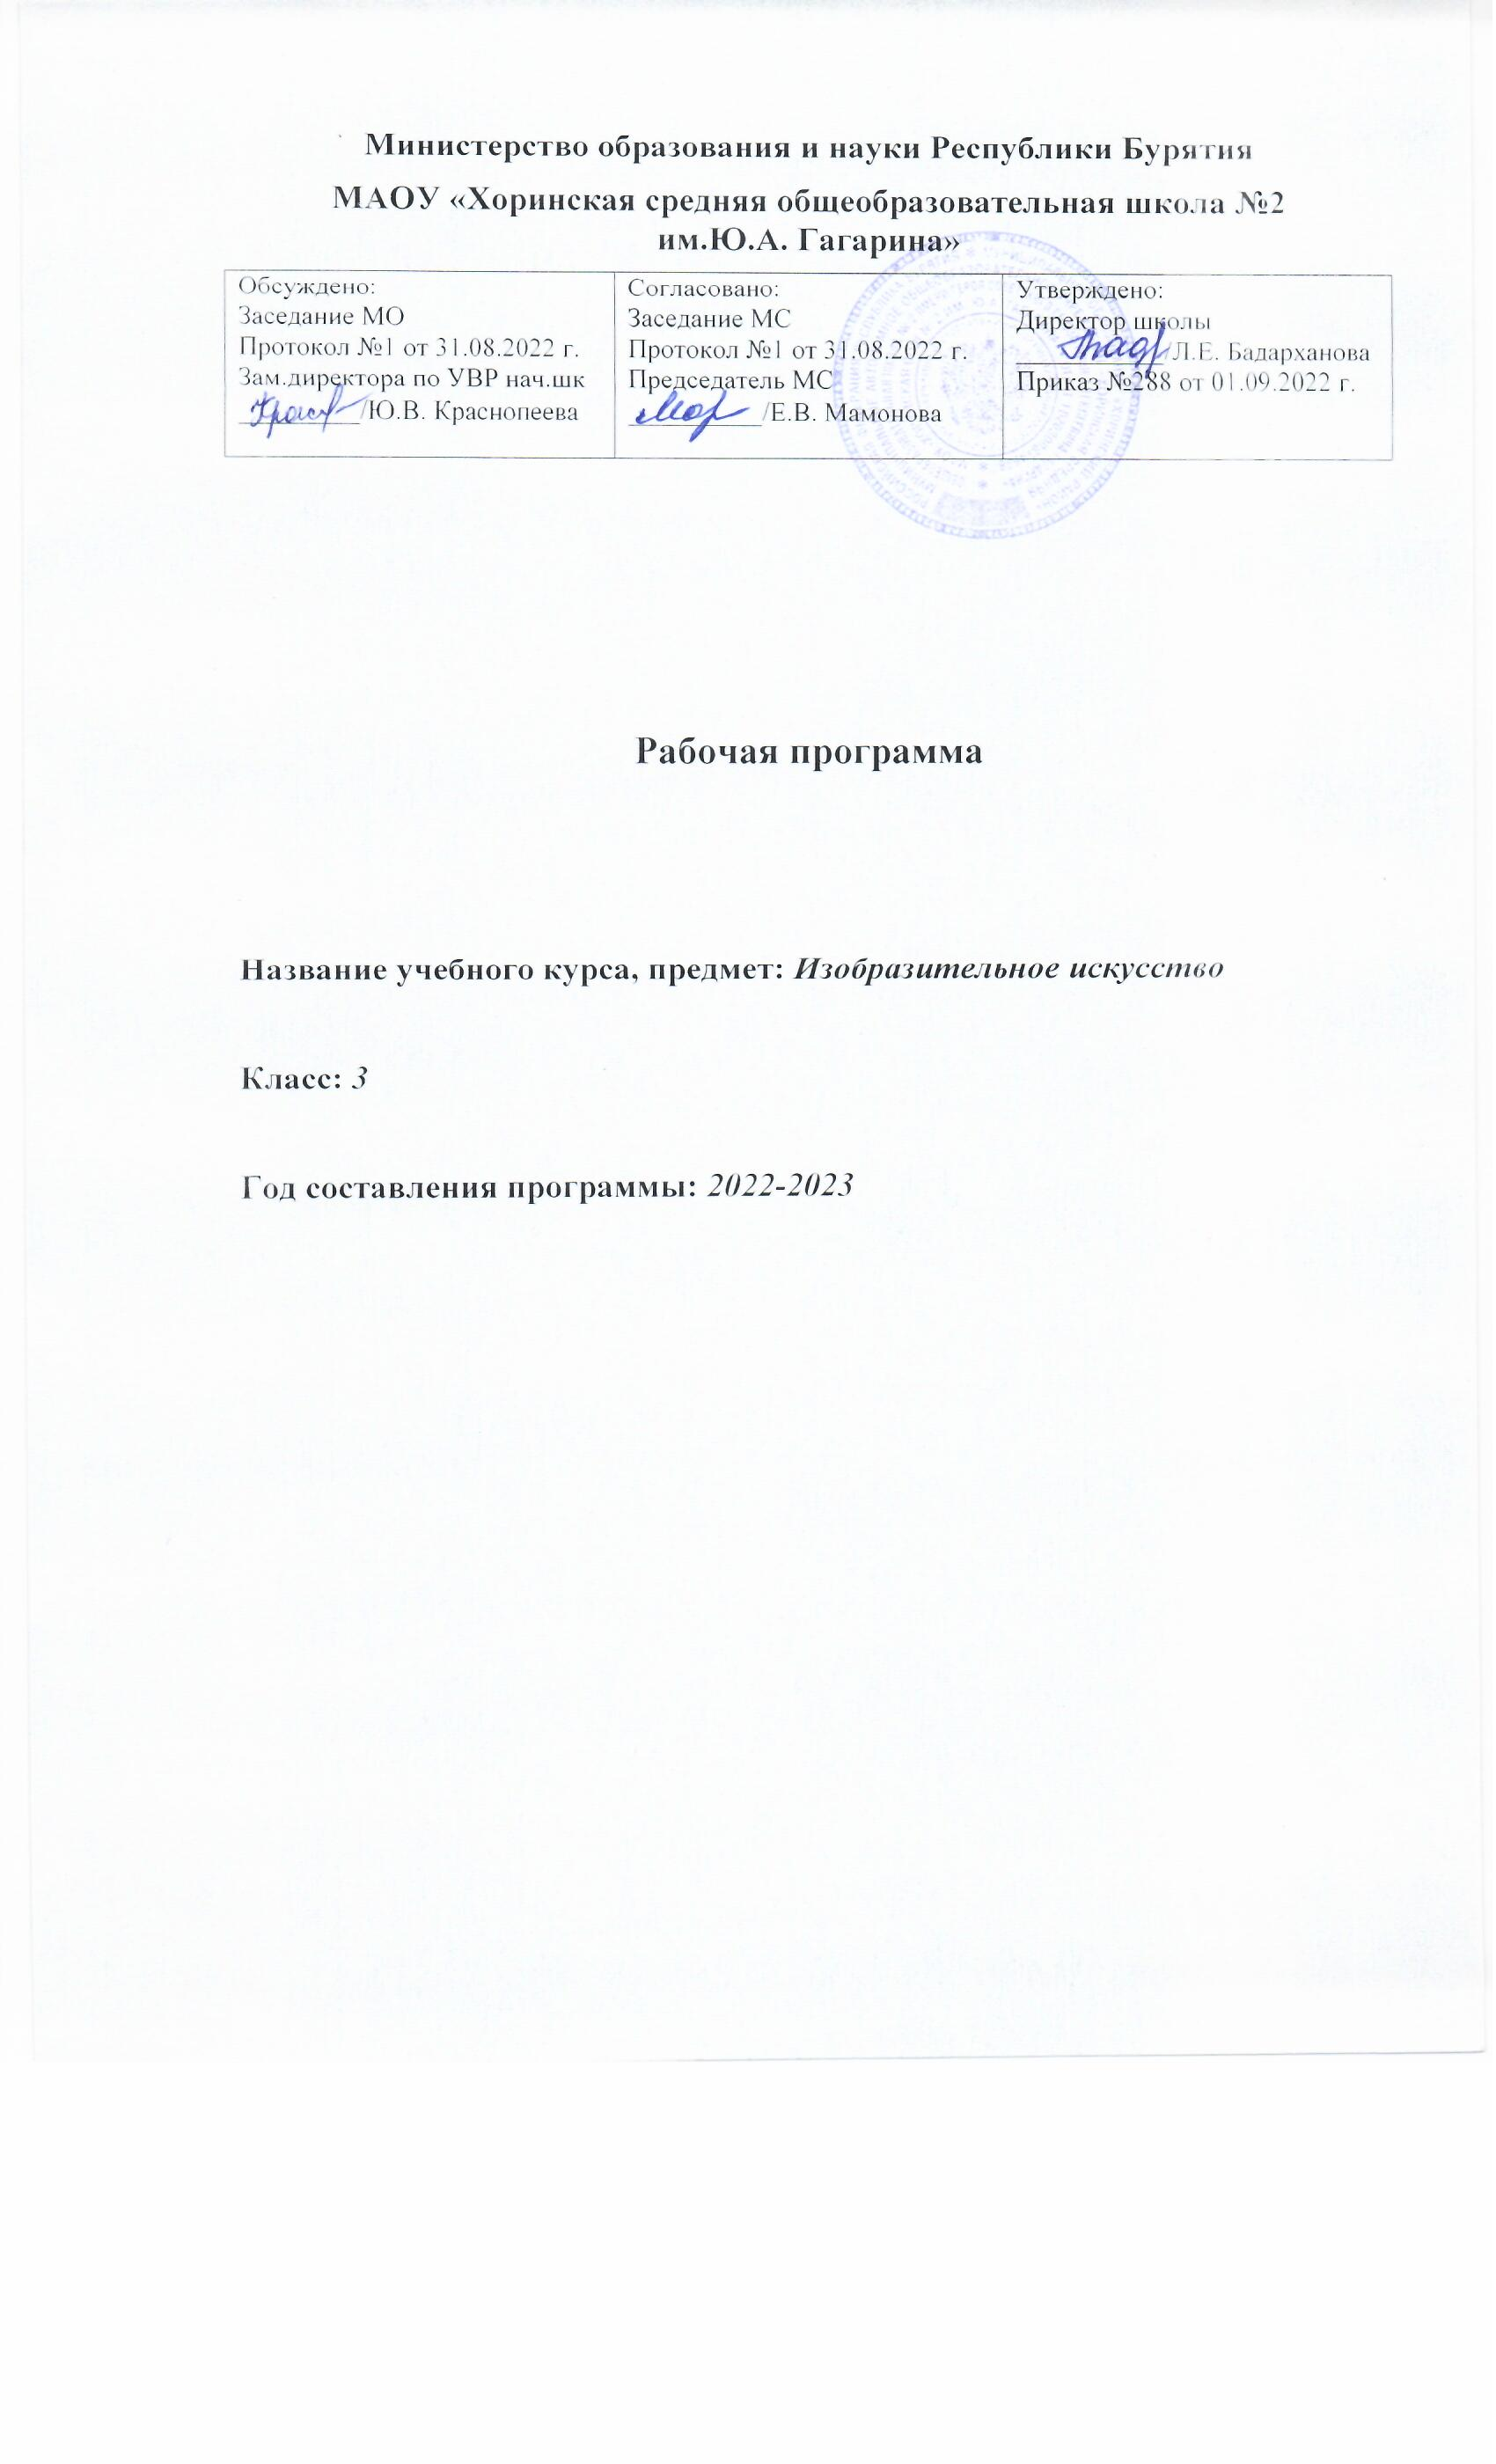 Министерство образования и науки Республики Бурятия
МАОУ «Хоринская средняя общеобразовательная школа №2
им.Ю.А. Гагарина»
Обсуждено:
Заседание МО
Протокол №1 от 31.08.2022 г.
Зам.директора по УВР нач.шк
/Ю.В. Краснопеева
Согласовано:
Заседание МС
Протокол №1 от 31.08.2022 г.
Председатель МС
/Е.В. Мамонова
Утверждено:
Директор школы
/Л.Е. Бадарханова
Приказ №288 от 01.09.2022 г.
Рабочая программа
Название учебного курса, предмет: Изобразительное искусство
Класс: 3
Год составления программы: 2022-2023